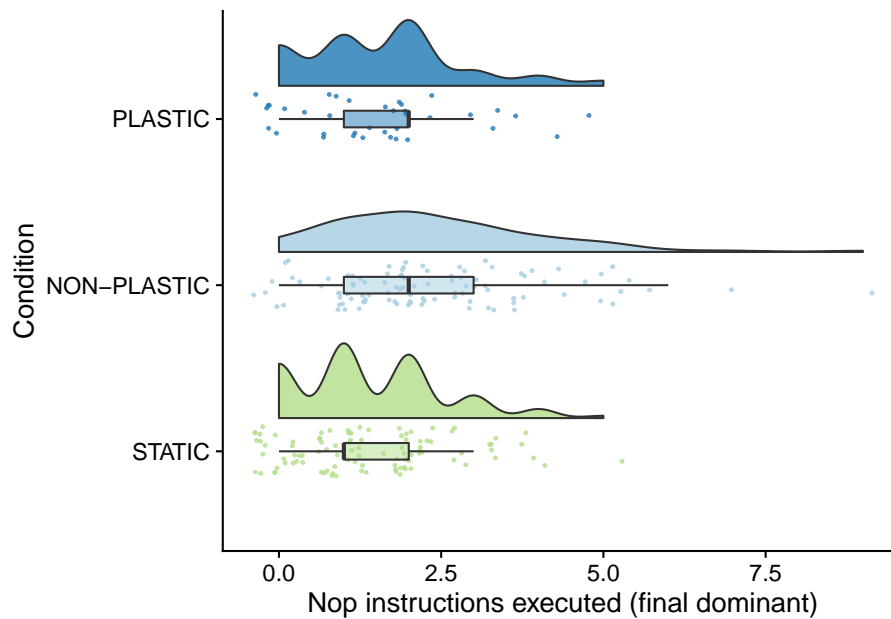 PLASTIC
NON−PLASTIC
STATIC
Condition
0.0 2.5 5.0 7.5
Nop instructions executed (final dominant)